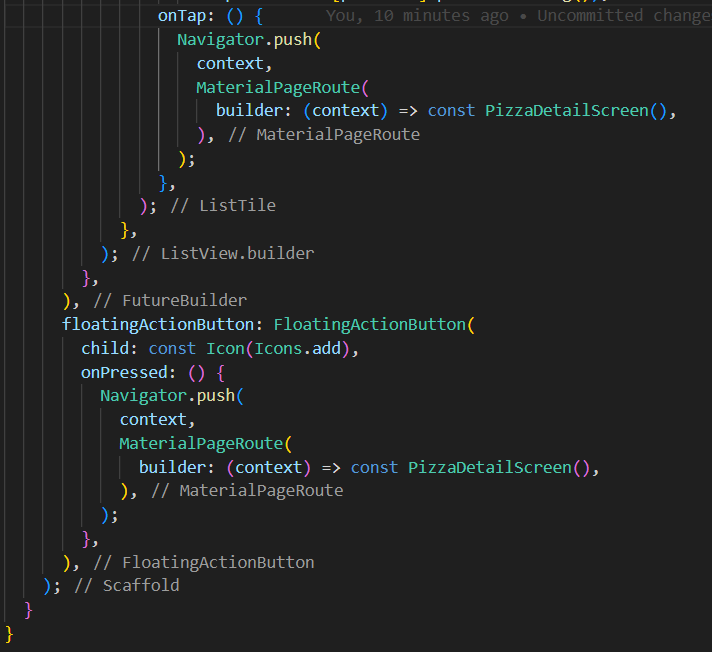 onTap: () { You, 10 minutes ago • Uncommitted change
Navigator.push(
context,
MaterialPageRoute(
builder: (context) => const PizzaDetailScreen(),
), // MaterialPageRoute
);
},
); // ListTile
},
); // ListView.builder
},
), // FutureBuilder
floatingActionButton: FloatingActionButton(
child: const Icon(Icons.add),
onPressed: () {
Navigator.push(
context,
MaterialPageRoute(
builder: (context) => const PizzaDetailScreen(),
), // MaterialPageRoute
);
},
), // FloatingActionButton
); // Scaffold
}
}